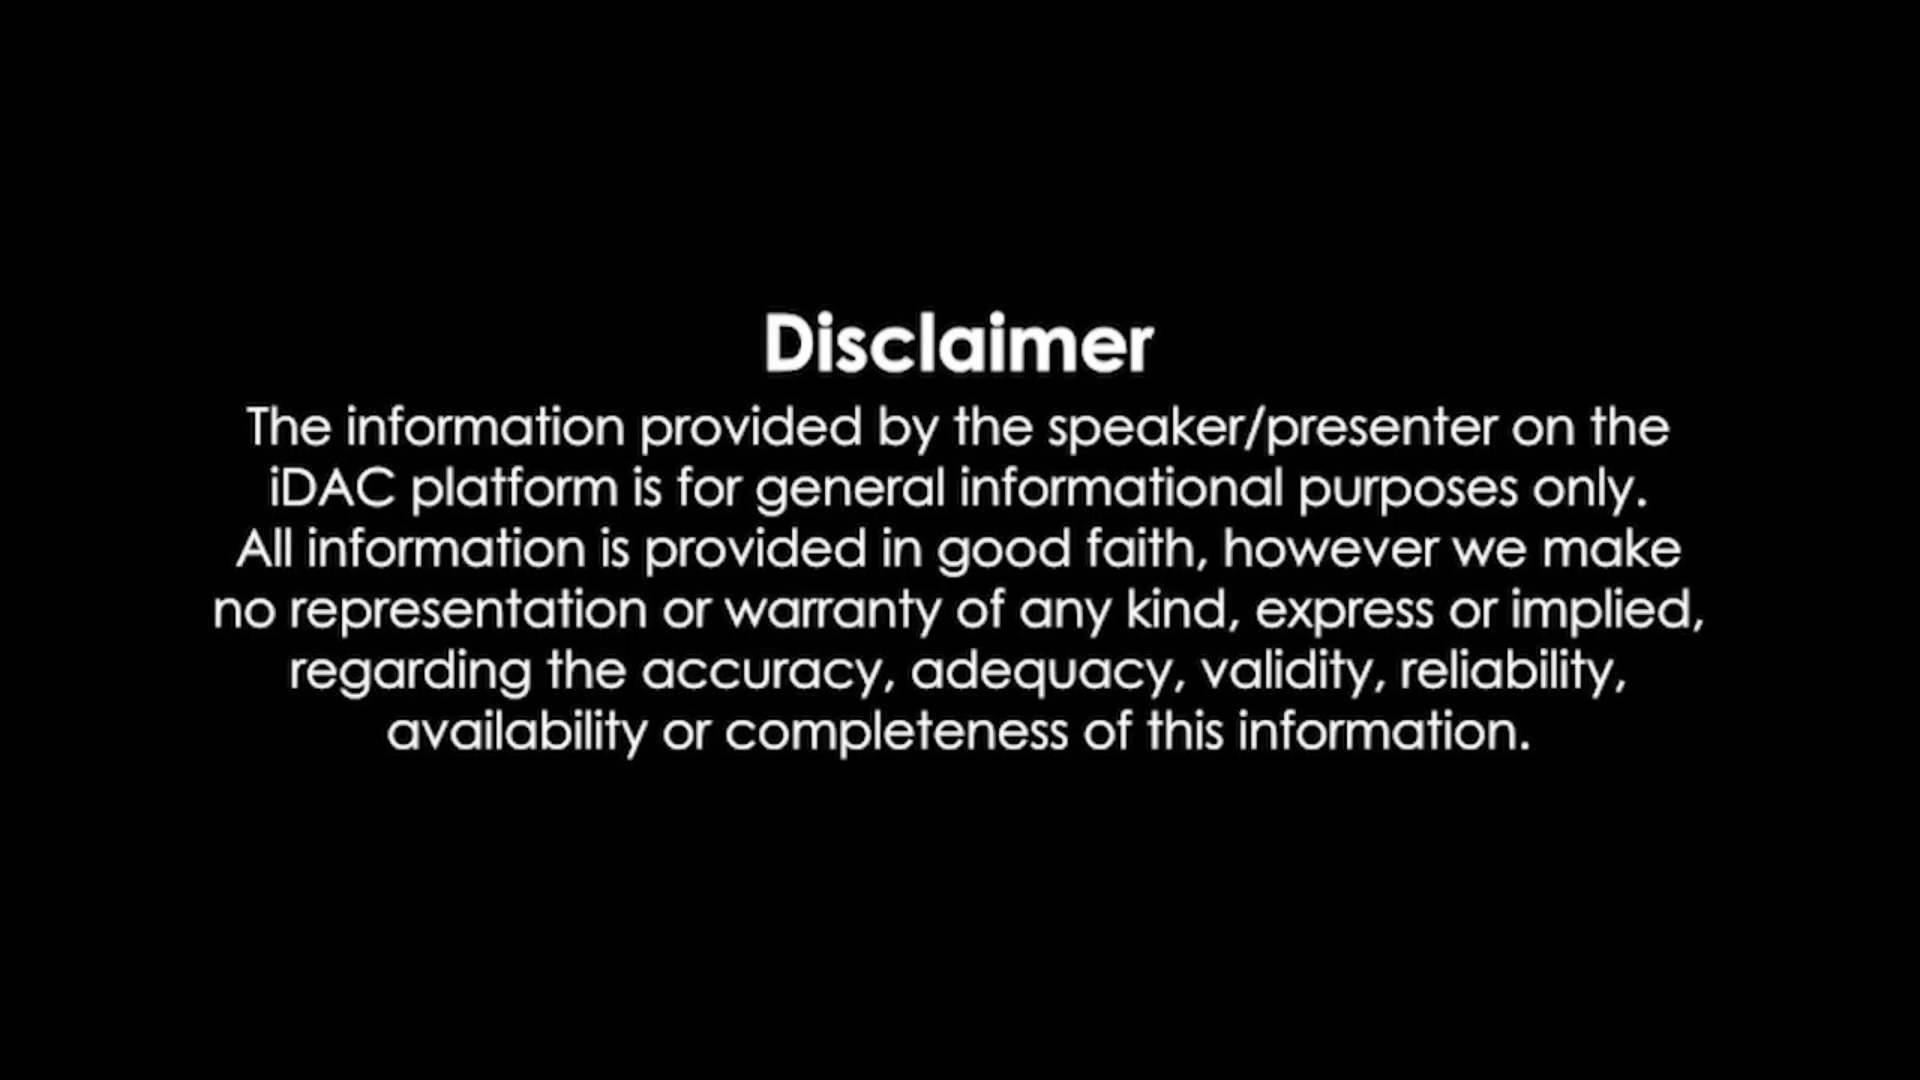 Disclaimer
The information provided by the speaker/presenter on the
iDAC platform is for general informational purposes only.
All information is provided in good faith, however we make
no representation or warranty of any kind, express or implied,
regarding the accuracy, adequacy, validity, reliability,
availability or completeness of this information.